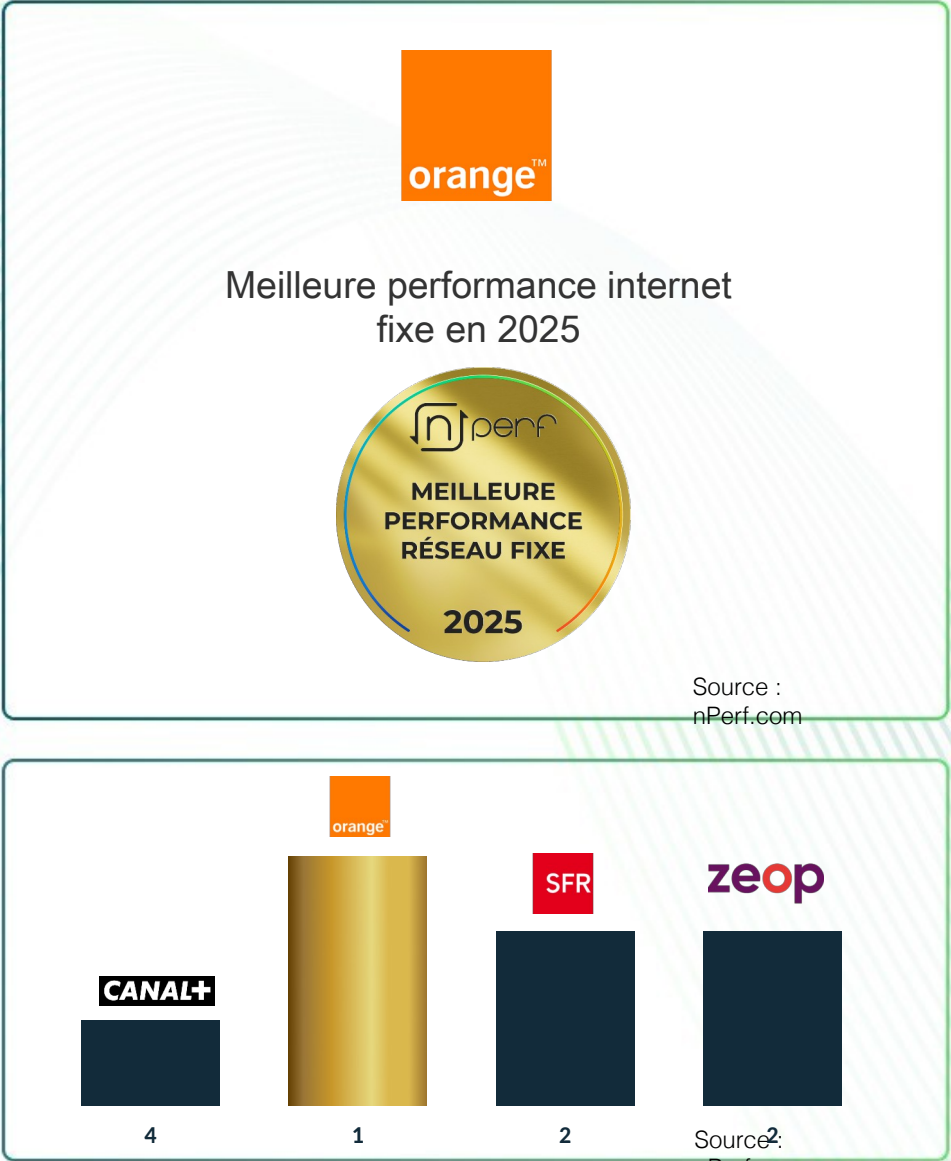 orange™
Meilleure performance internet
fixe en 2025
nperf
MEILLEURE
PERFORMANCE
RÉSEAU FIXE
2025
Source :
nPerf.com
orange™
SFR
zeop
CANAL+
4
1
2
2
Source :